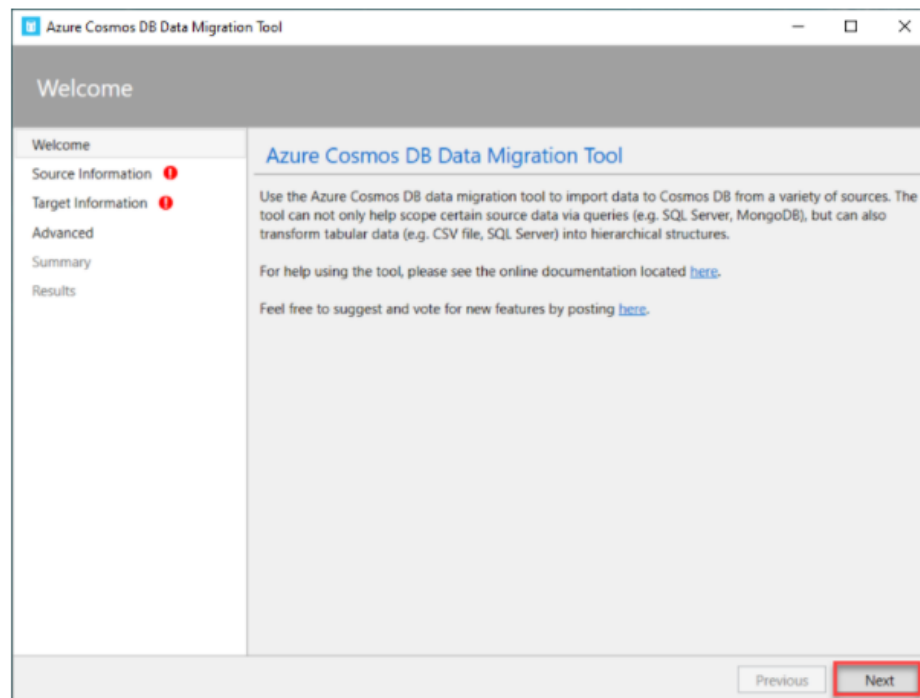 Azure Cosmos DB Data Migration Tool
Welcome
Welcome
Source Information
Target Information
Advanced
Summary
Results
Azure Cosmos DB Data Migration Tool
Use the Azure Cosmos DB data migration tool to import data to Cosmos DB from a variety of sources. The
tool can not only help scope certain source data via queries (e.g. SQL Server, MongoDB), but can also
transform tabular data (e.g. CSV file, SQL Server) into hierarchical structures.
For help using the tool, please see the online documentation located here.
Feel free to suggest and vote for new features by posting here.
Previous
Next